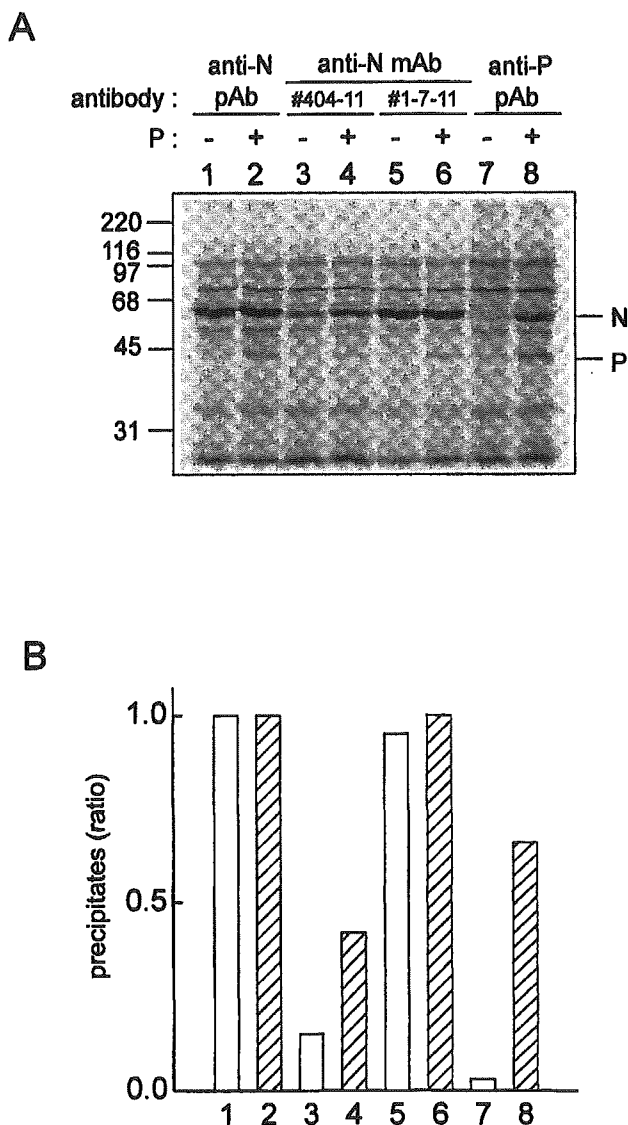 A
anti-N anti-N mAb anti-P
antibody : pAb #404-11 #1-7-11 pAb
P : - + - + - + - +
1 2 3 4 5 6 7 8
220
116
97
68
N
45
P
31
B
precipitates (ratio)
1.0
0.5
0.0
1 2 3 4 5 6 7 8